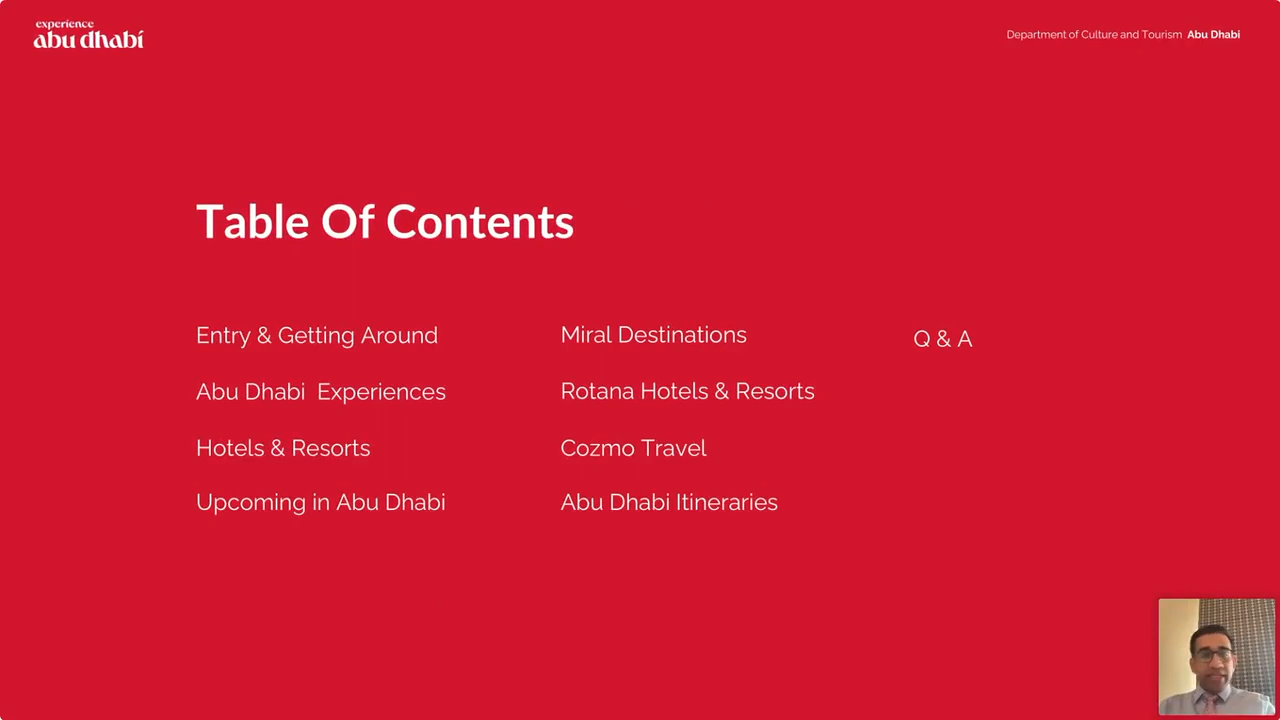 experience
abu dhabi
Department of Culture and Tourism Abu Dhabi
Table Of Contents
Entry & Getting Around
Abu Dhabi  Experiences
Hotels & Resorts
Upcoming in Abu Dhabi
Miral Destinations
Rotana Hotels & Resorts
Cozmo Travel
Abu Dhabi Itineraries
Q & A